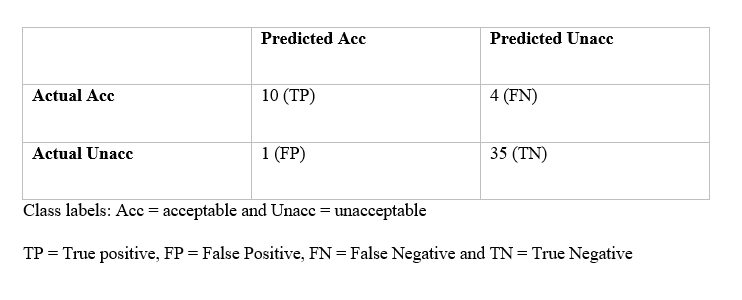 Predicted Acc Predicted Unacc
Actual Acc 10 (TP) 4 (FN)
Actual Unacc 1 (FP) 35 (TN)
Class labels: Acc = acceptable and Unacc = unacceptable
TP = True positive, FP = False Positive, FN = False Negative and TN = True Negative